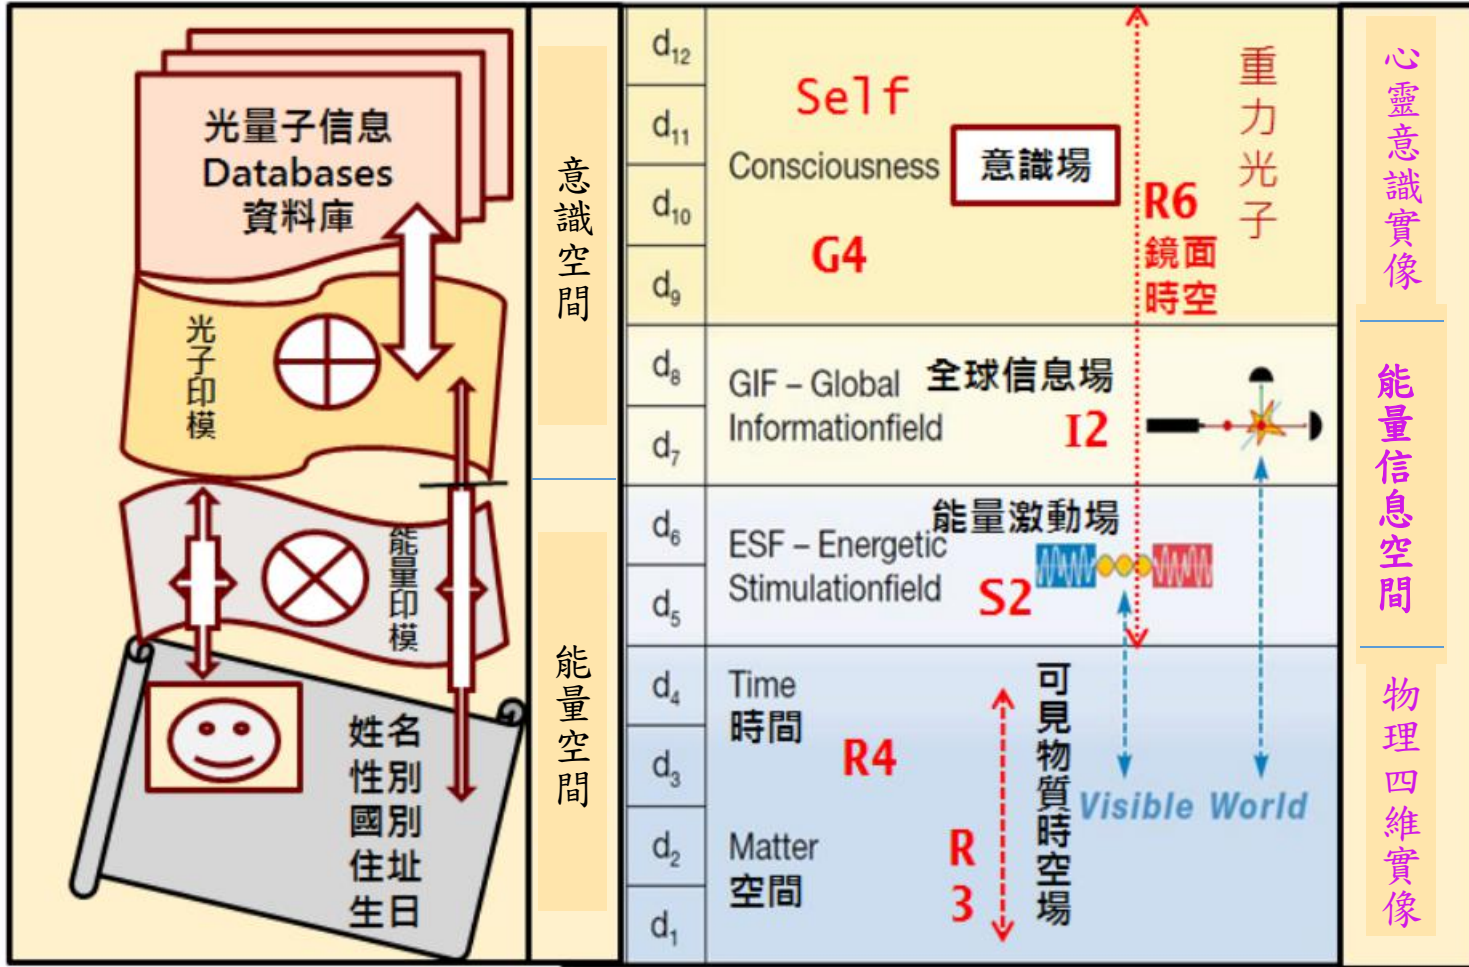 光量子信息
Databases
資料庫
光子印模
能量印模
姓名
性別
國別
住址
生日
意識空間
能量空間
d12
d11
d10
d9
d8
d7
d6
d5
d4
d3
d2
d1
Self
Consciousness
意識場
G4
R6
鏡面
時空
重力光子
GIF – Global
Informationfield
全球信息場
I2
能量激動場
ESF – Energetic
Stimulationfield
S2
Time
時間
R4
Matter
空間
R
3
可見物質時空場
Visible World
心靈意識實像
能量信息空間
物理四維實像